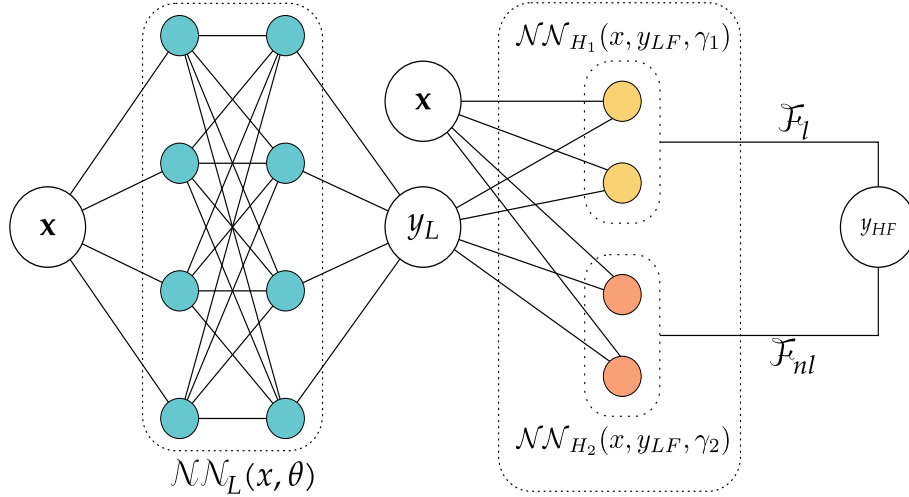 𝒩𝒩_{H_1}(x, y_{LF}, γ_1)
x
ℱ_l
x
y_L
y_{HF}
ℱ_{nl}
𝒩𝒩_{H_2}(x, y_{LF}, γ_2)
𝒩𝒩_L(x, θ)